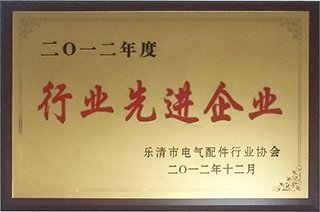 二〇一二年度
行业先进企业
乐清市电气配件行业协会
二〇一二年十二月